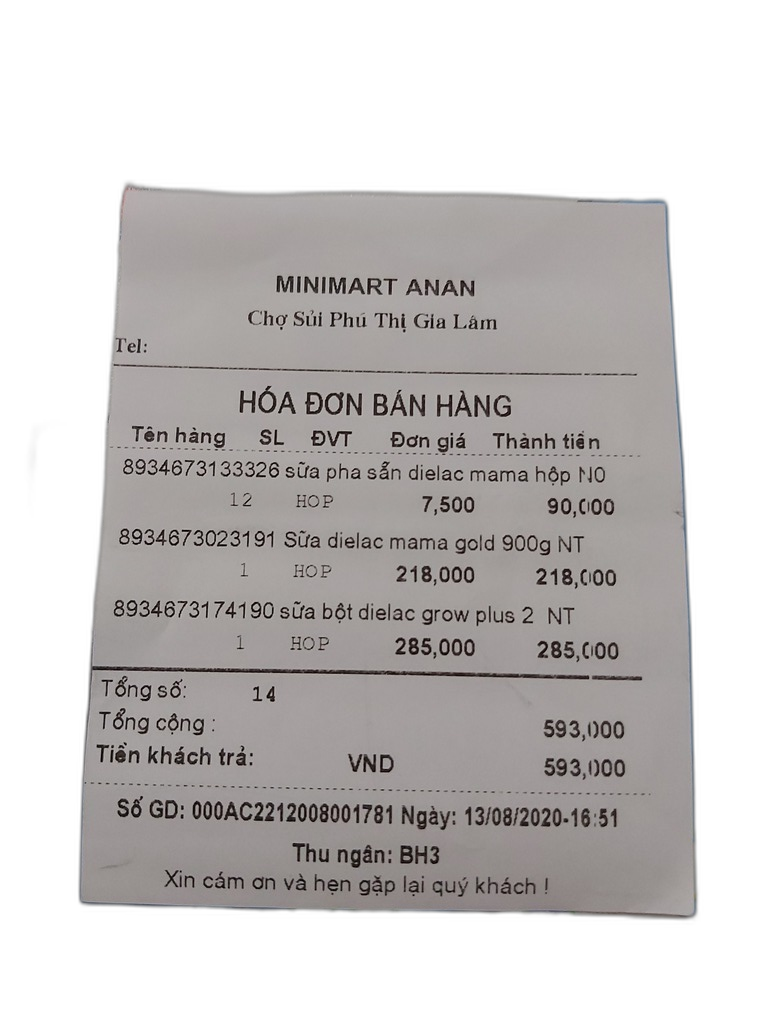 MINIMART ANAN
Chợ Sủi Phú Thị Gia Lâm
Tel:
HÓA ĐƠN BÁN HÀNG
Tên hàng SL ĐVT Đơn giá Thành tiền
8934673133326 sữa pha sẵn dielac mama hộp N0
12 HOP 7,500 90,000
8934673023191 Sữa dielac mama gold 900g NT
1 HOP 218,000 218,000
8934673174190 sữa bột dielac grow plus 2 NT
1 HOP 285,000 285,000
Tổng số: 14
Tổng cộng : 593,000
Tiền khách trả: VND 593,000
Số GD: 000AC2212008001781 Ngày: 13/08/2020-16:51
Thu ngân: BH3
Xin cám ơn và hẹn gặp lại quý khách !